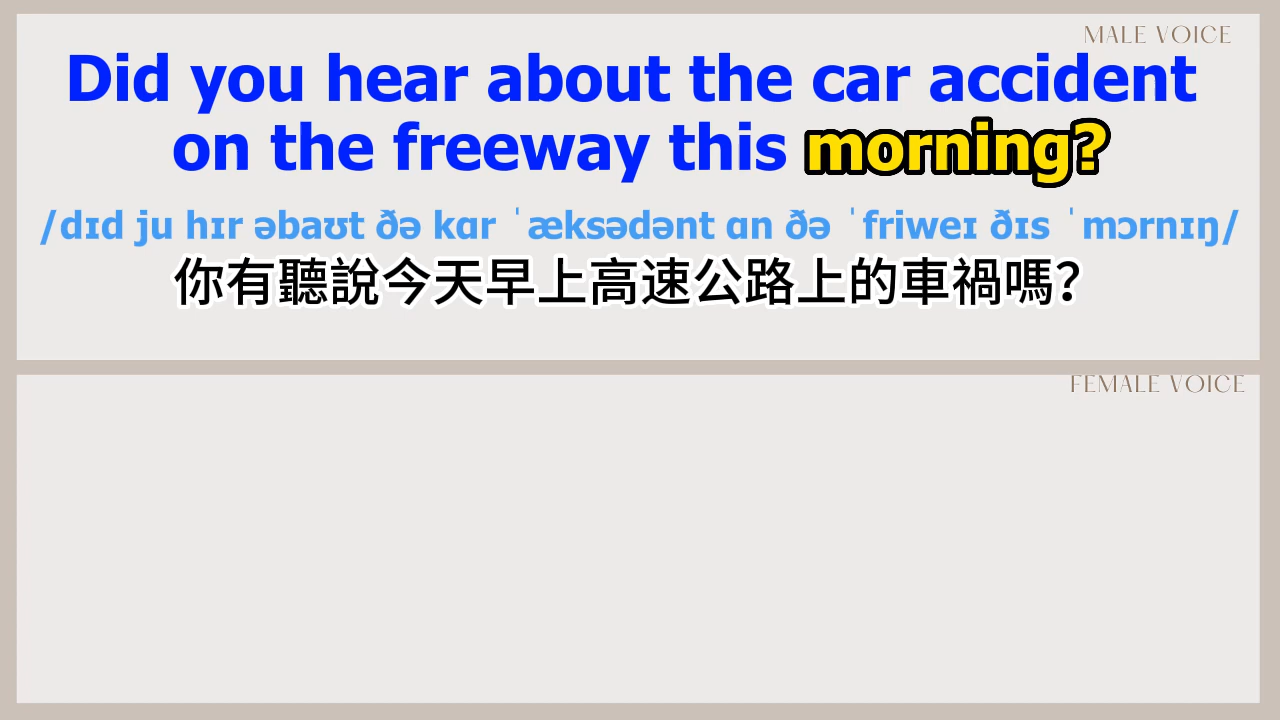 MALE VOICE
Did you hear about the car accident
on the freeway this morning?
/dɪd ju hɪr əbaʊt ðə kɑr ˈæksədənt ɑn ðə ˈfriweɪ ðɪs ˈmɔrnɪŋ/
你有聽說今天早上高速公路上的車禍嗎？
FEMALE VOICE